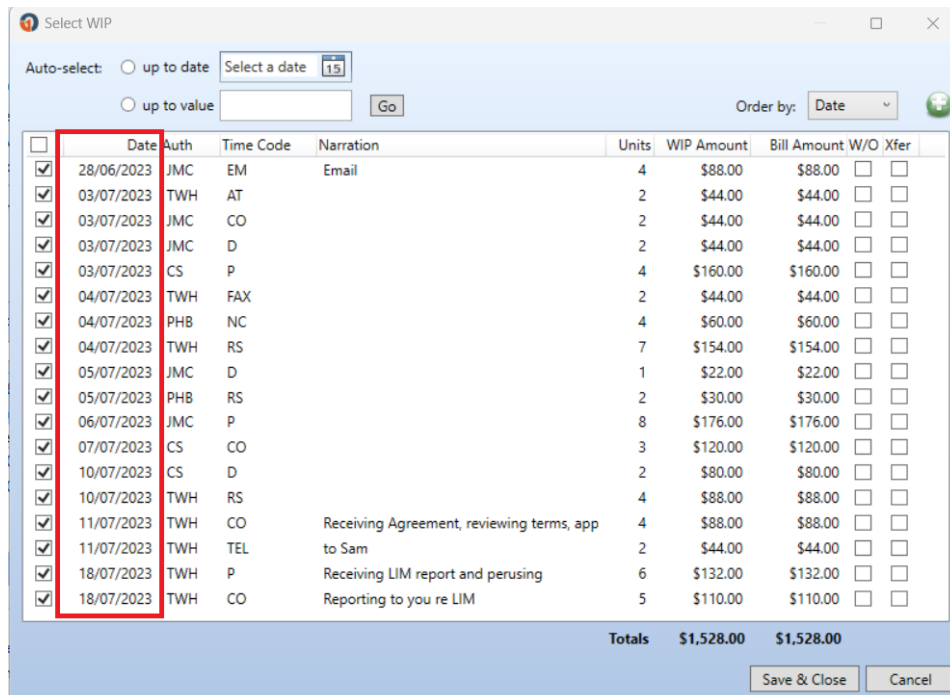 Select WIP
Auto-select: up to date Select a date 15
up to value Go Order by: Date
Date Auth Time Code Narration Units WIP Amount Bill Amount W/O Xfer
28/06/2023 JMC EM Email 4 $88.00 $88.00
03/07/2023 TWH AT 2 $44.00 $44.00
03/07/2023 JMC CO 2 $44.00 $44.00
03/07/2023 JMC D 2 $44.00 $44.00
03/07/2023 CS P 4 $160.00 $160.00
04/07/2023 TWH FAX 2 $44.00 $44.00
04/07/2023 PHB NC 4 $60.00 $60.00
04/07/2023 TWH RS 7 $154.00 $154.00
05/07/2023 JMC D 1 $22.00 $22.00
05/07/2023 PHB RS 2 $30.00 $30.00
06/07/2023 JMC P 8 $176.00 $176.00
07/07/2023 CS CO 3 $120.00 $120.00
10/07/2023 CS D 2 $80.00 $80.00
10/07/2023 TWH RS 4 $88.00 $88.00
11/07/2023 TWH CO Receiving Agreement, reviewing terms, app 4 $88.00 $88.00
11/07/2023 TWH TEL to Sam 2 $44.00 $44.00
18/07/2023 TWH P Receiving LIM report and perusing 6 $132.00 $132.00
18/07/2023 TWH CO Reporting to you re LIM 5 $110.00 $110.00
Totals $1,528.00 $1,528.00
Save & Close Cancel